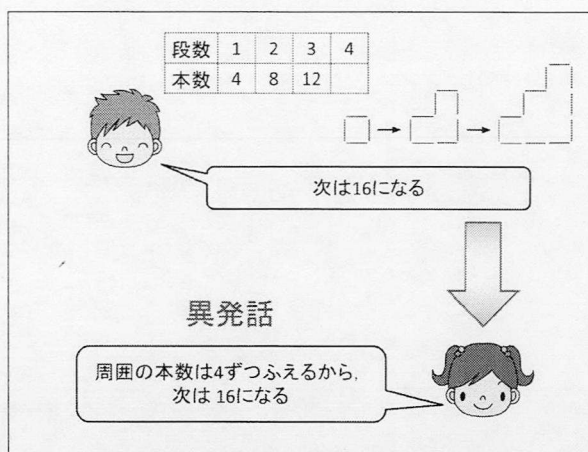 段数 1 2 3 4
本数 4 8 12
次は16になる
異発話
周囲の本数は4ずつふえるから,
次は 16になる